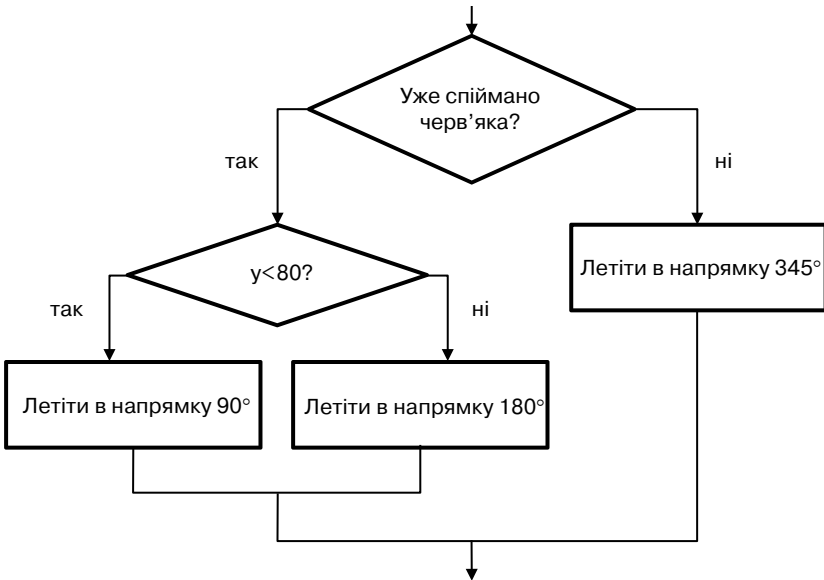 Уже спіймано
черв’яка?
так
ні
y<80?
Летіти в напрямку 345°
так
ні
Летіти в напрямку 90°
Летіти в напрямку 180°